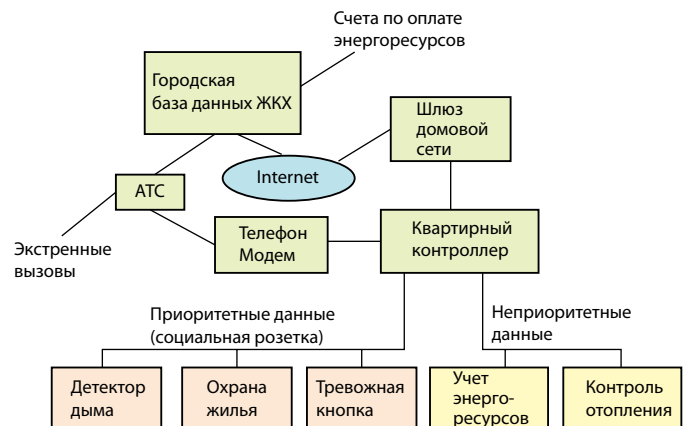 Счета по оплате
энергоресурсов
Городская
база данных ЖКХ
Шлюз
домовой
сети
Internet
АТС
Телефон
Модем
Квартирный
контроллер
Экстренные
вызовы
Приоритетные данные
(социальная розетка)
Неприоритетные
данные
Детектор
дыма
Охрана
жилья
Тревожная
кнопка
Учет
энерго-
ресурсов
Контроль
отопления